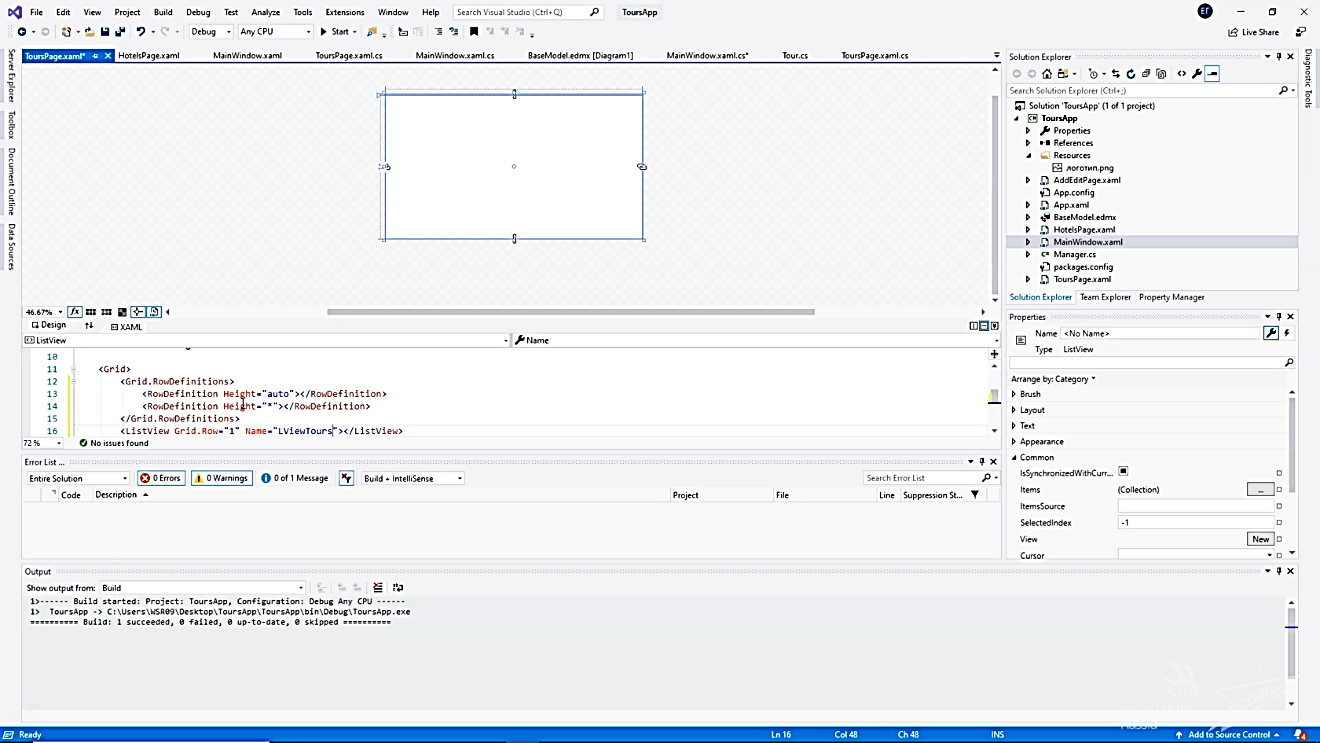 File Edit View Project Build Debug Test Analyze Tools Extensions Window Help Search Visual Studio (Ctrl+Q) ToursApp
Debug Any CPU Start Live Share
ToursPage.xaml* HotelsPage.xaml MainWindow.xaml ToursPage.xaml.cs MainWindow.xaml.cs BaseModel.edmx [Diagram1] MainWindow.xaml.cs* Tour.cs ToursPage.xaml.cs
Server Explorer
Toolbox
Document Outline
Data Sources
46.67%
Design XAML
ListView Name
10
11 <Grid>
12 <Grid.RowDefinitions>
13 <RowDefinition Height="auto"></RowDefinition>
14 <RowDefinition Height="*"></RowDefinition>
15 </Grid.RowDefinitions>
16 <ListView Grid.Row="1" Name="LViewTours"></ListView>
72 % No issues found
Error List ...
Entire Solution 0 Errors 0 Warnings 0 of 1 Message Build + IntelliSense Search Error List
Code Description Project File Line Suppression St...
Output
Show output from: Build
1>------ Build started: Project: ToursApp, Configuration: Debug Any CPU ------
1> ToursApp -> C:\Users\WSR09\Desktop\ToursApp\ToursApp\bin\Debug\ToursApp.exe
========== Build: 1 succeeded, 0 failed, 0 up-to-date, 0 skipped ==========
Solution Explorer
Search Solution Explorer (Ctrl+;)
Solution 'ToursApp' (1 of 1 project)
ToursApp
Properties
References
Resources
логотип.png
AddEditPage.xaml
App.config
App.xaml
BaseModel.edmx
HotelsPage.xaml
MainWindow.xaml
Manager.cs
packages.config
ToursPage.xaml
Solution Explorer Team Explorer Property Manager
Properties
Name <No Name>
Type ListView
Arrange by: Category
Brush
Layout
Text
Appearance
Common
IsSynchronizedWithCurr...
Items (Collection) ...
ItemsSource
SelectedIndex -1
View New
Cursor
Diagnostic Tools
Ready Ln 16 Col 48 Ch 48 INS Add to Source Control 4